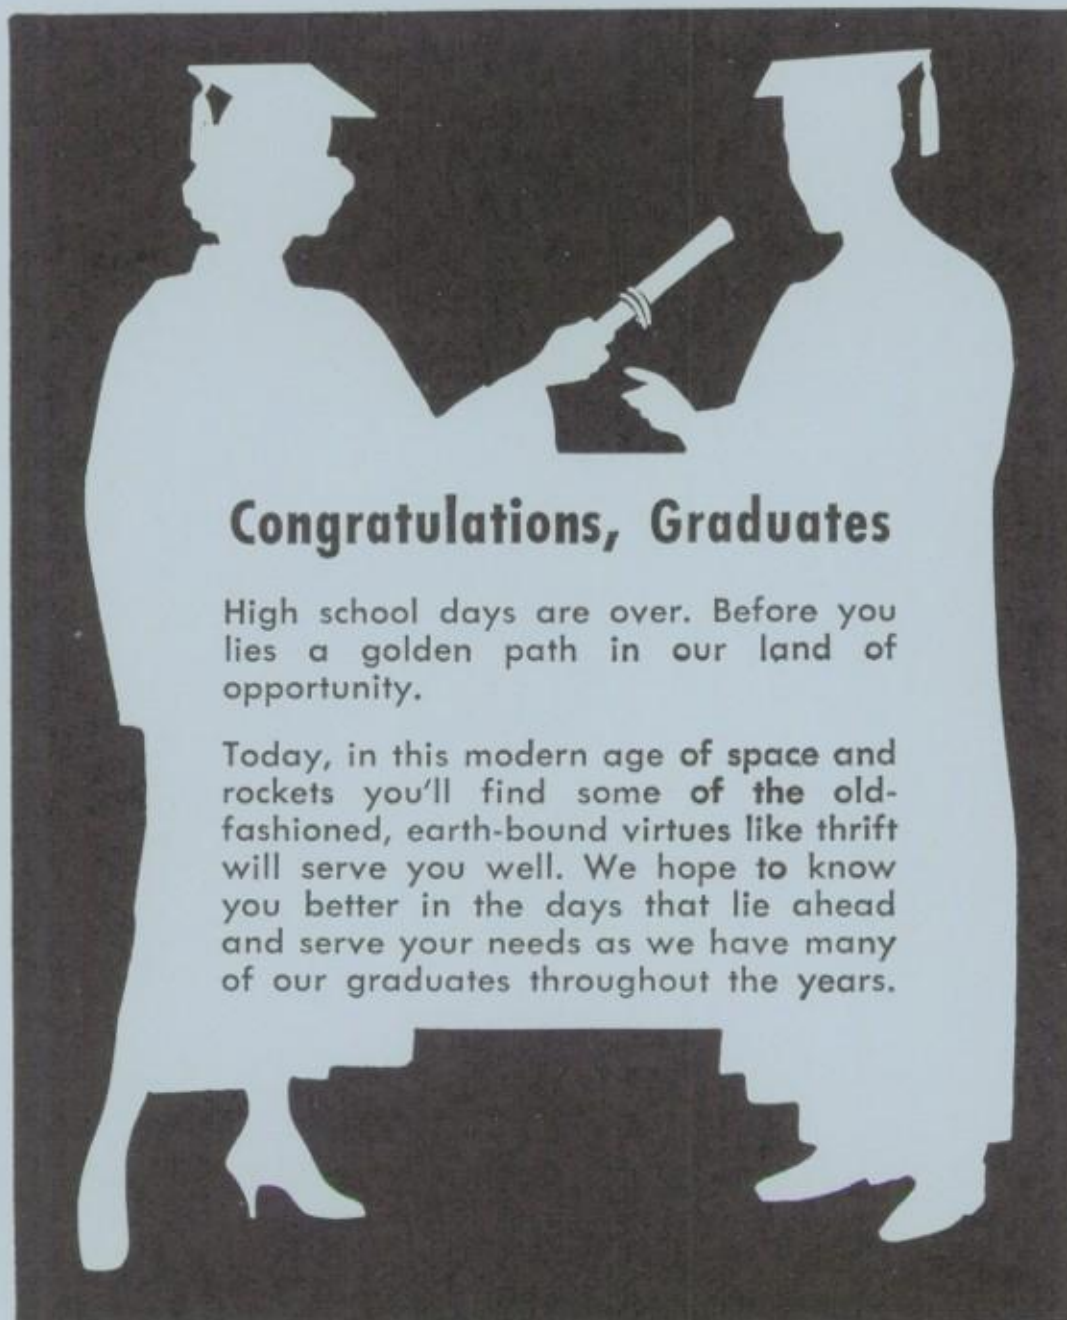 Congratulations, Graduates
High school days are over. Before you
lies a golden path in our land of
opportunity.
Today, in this modern age of space and
rockets you'll find some of the old-
fashioned, earth-bound virtues like thrift
will serve you well. We hope to know
you better in the days that lie ahead
and serve your needs as we have many
of our graduates throughout the years.